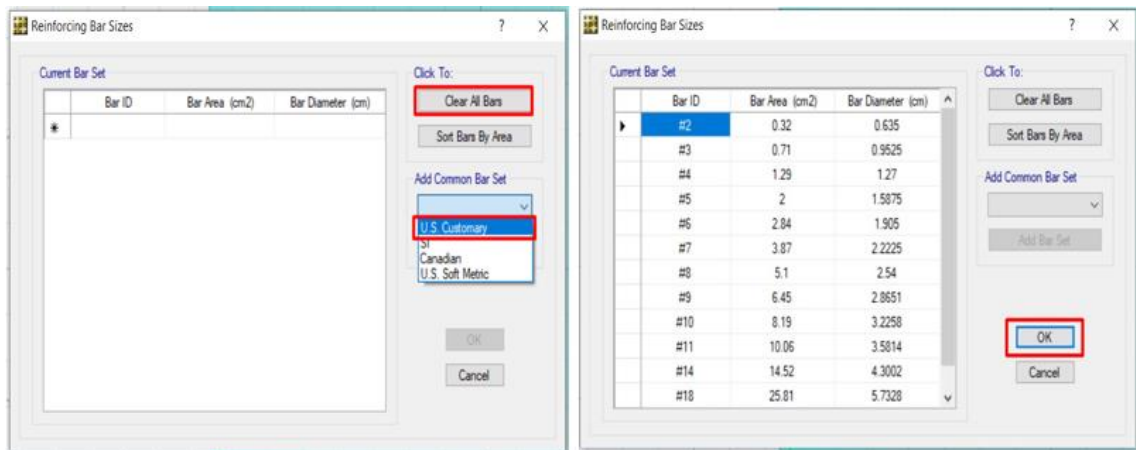 Reinforcing Bar Sizes ? X
Current Bar Set
Bar ID Bar Area (cm2) Bar Diameter (cm)
*
Click To:
Clear All Bars
Sort Bars By Area
Add Common Bar Set
U.S. Customary
SI
Canadian
U.S. Soft Metric
OK
Cancel
Reinforcing Bar Sizes ? X
Current Bar Set
Bar ID Bar Area (cm2) Bar Diameter (cm)
#2 0.32 0.635
#3 0.71 0.9525
#4 1.29 1.27
#5 2 1.5875
#6 2.84 1.905
#7 3.87 2.2225
#8 5.1 2.54
#9 6.45 2.8651
#10 8.19 3.2258
#11 10.06 3.5814
#14 14.52 4.3002
#18 25.81 5.7328
Click To:
Clear All Bars
Sort Bars By Area
Add Common Bar Set
Add Bar Set
OK
Cancel